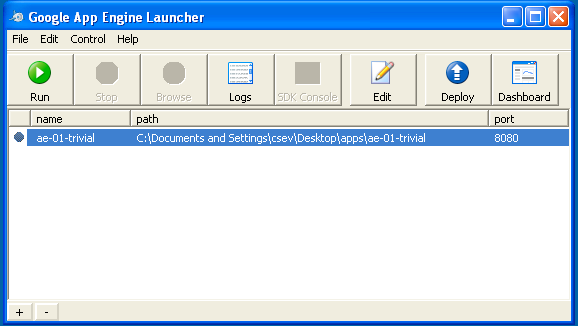 Google App Engine Launcher
File Edit Control Help
Run Stop Browse Logs SDK Console Edit Deploy Dashboard
name path port
ae-01-trivial C:\Documents and Settings\csev\Desktop\apps\ae-01-trivial 8080
+ -